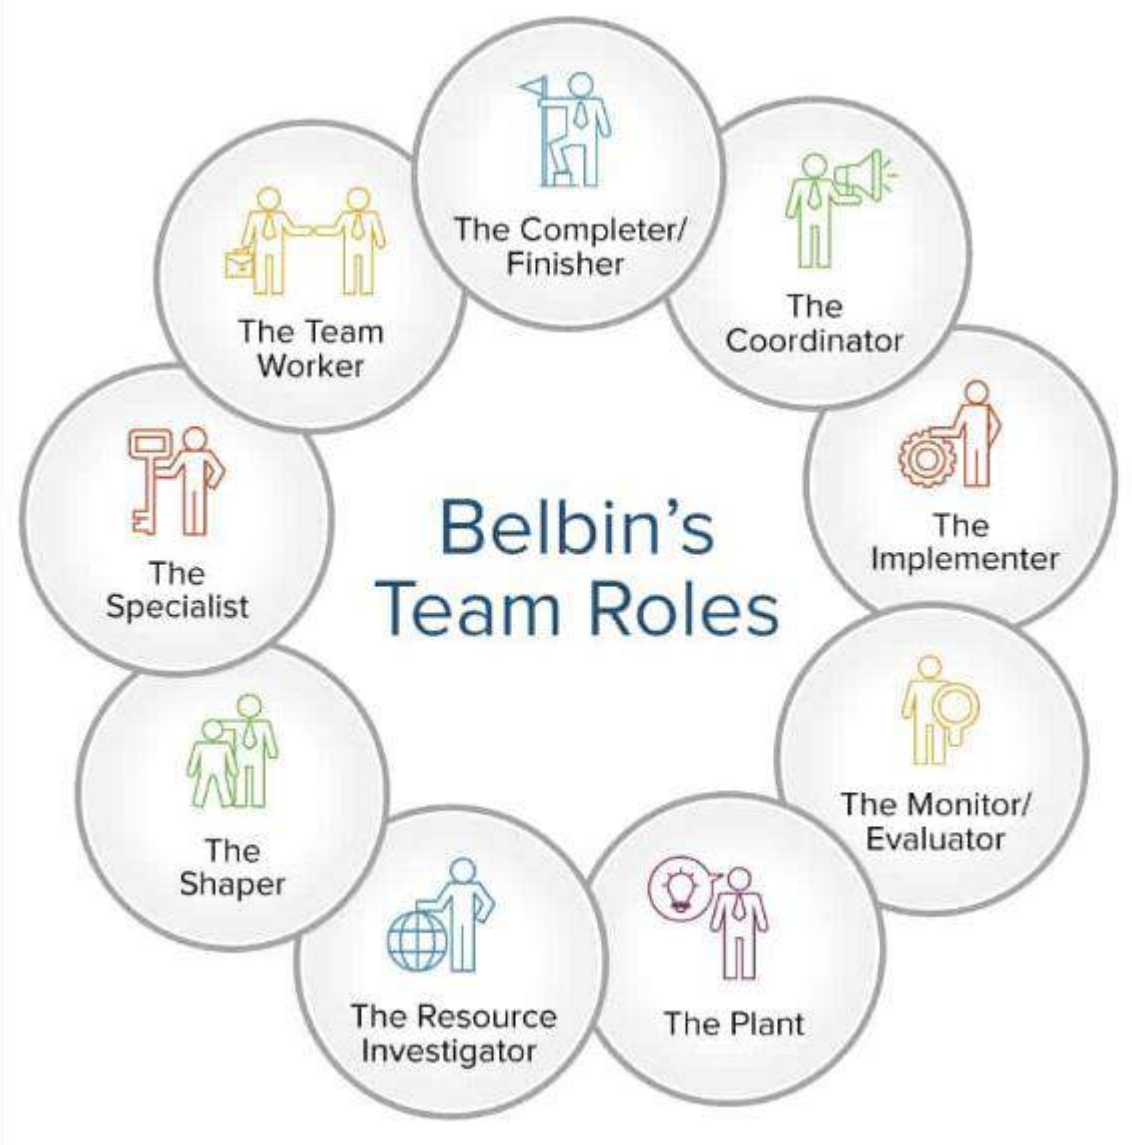 The Completer/
Finisher
The
Coordinator
The
Implementer
The Monitor/
Evaluator
The Plant
The Resource
Investigator
The
Shaper
The
Specialist
The Team
Worker
Belbin's
Team Roles